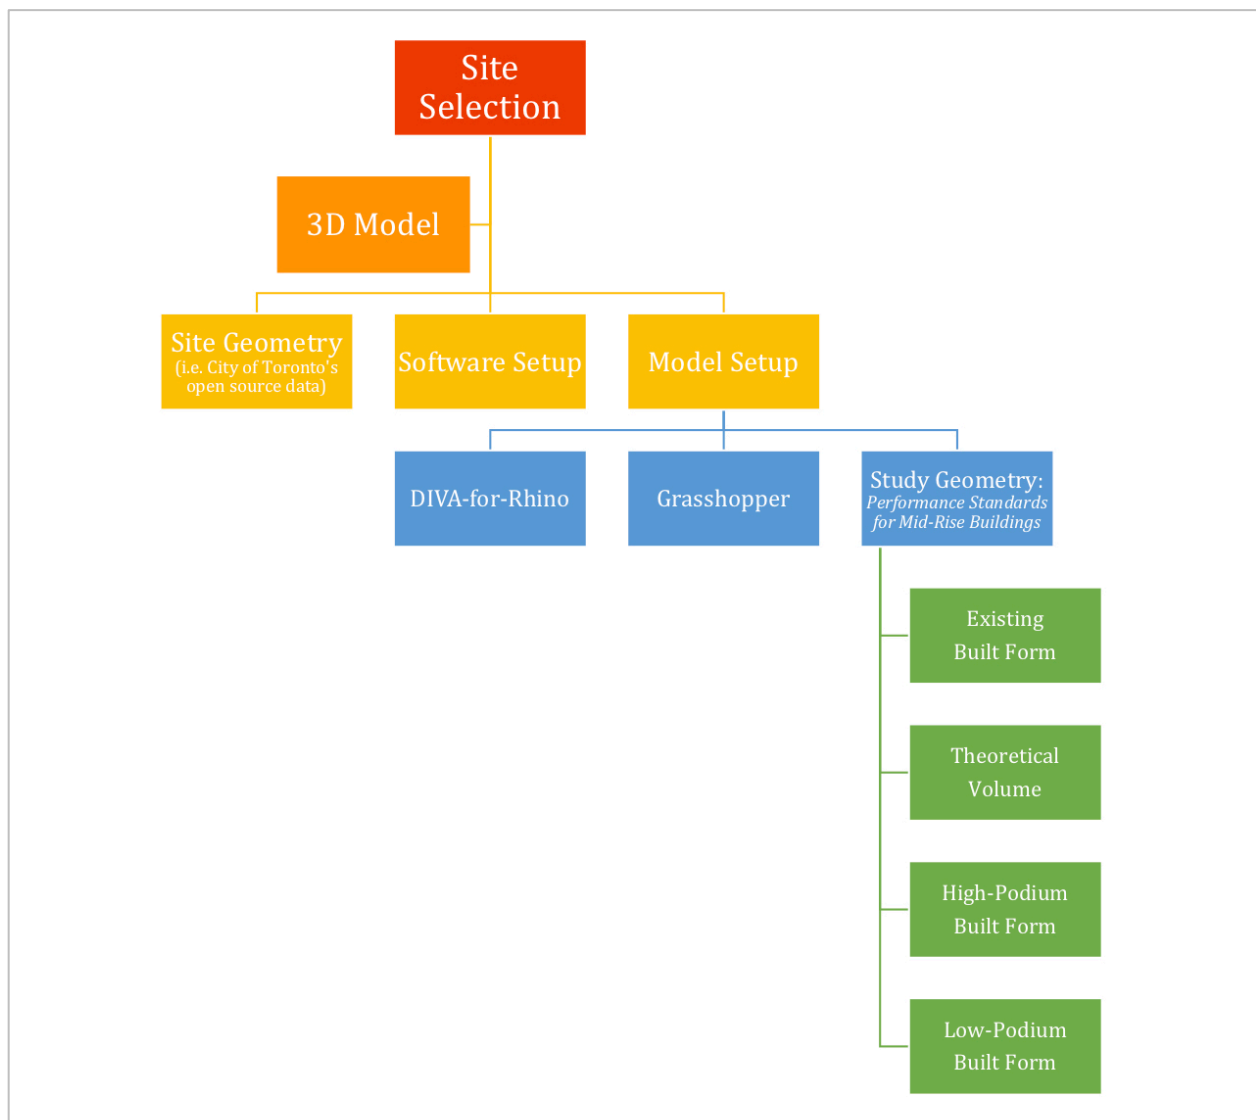 Site
Selection
3D Model
Site Geometry
(i.e. City of Toronto's
open source data)
Software Setup
Model Setup
DIVA-for-Rhino
Grasshopper
Study Geometry:
Performance Standards
for Mid-Rise Buildings
Existing
Built Form
Theoretical
Volume
High-Podium
Built Form
Low-Podium
Built Form